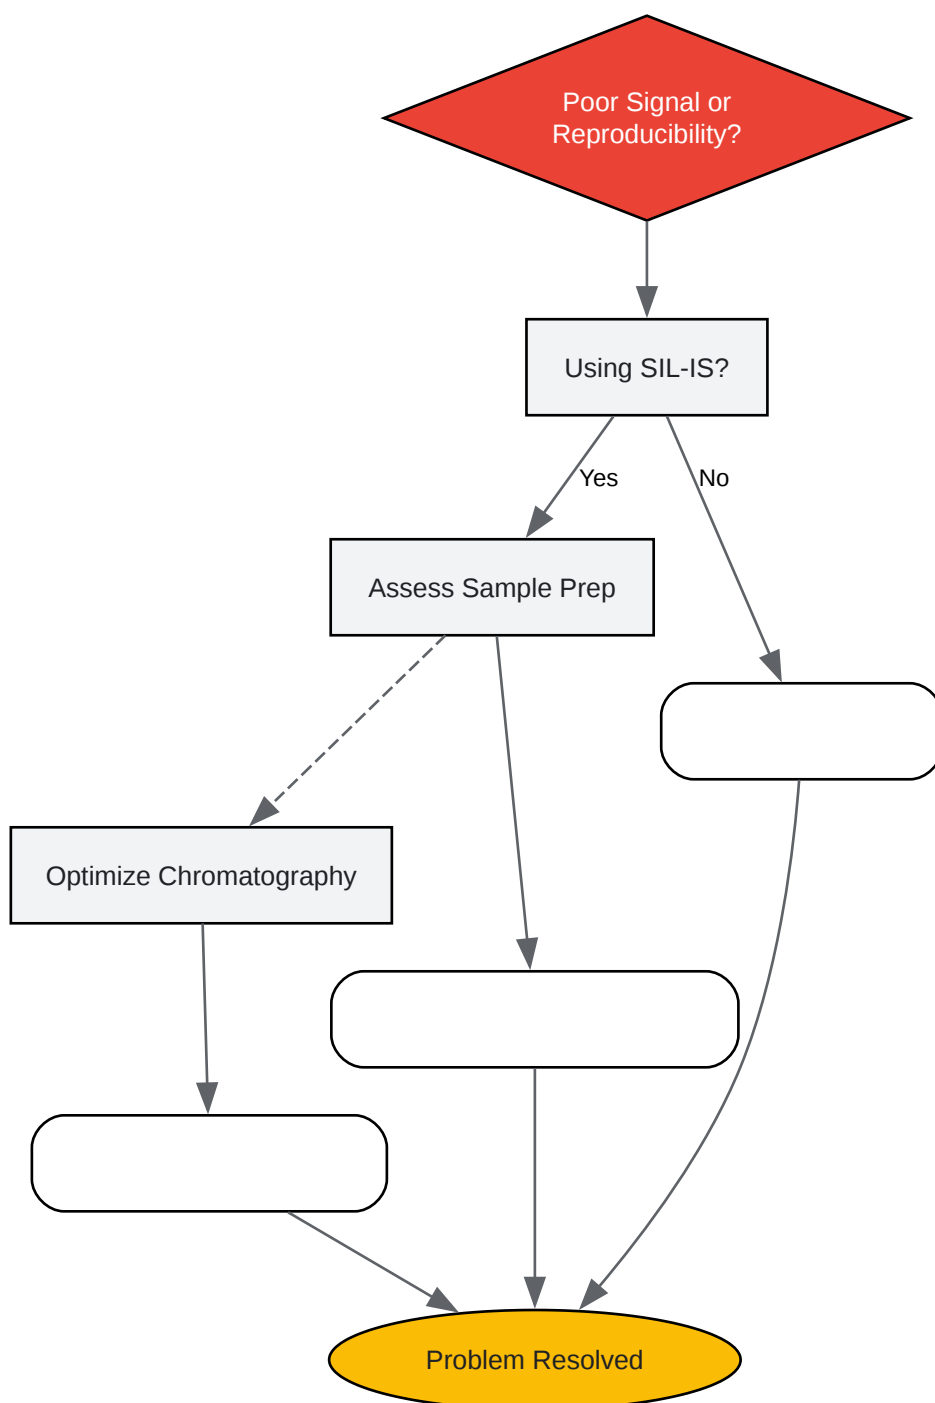 Poor Signal or
Reproducibility?
Using SIL-IS?
Yes
No
Assess Sample Prep
Optimize Chromatography
Problem Resolved